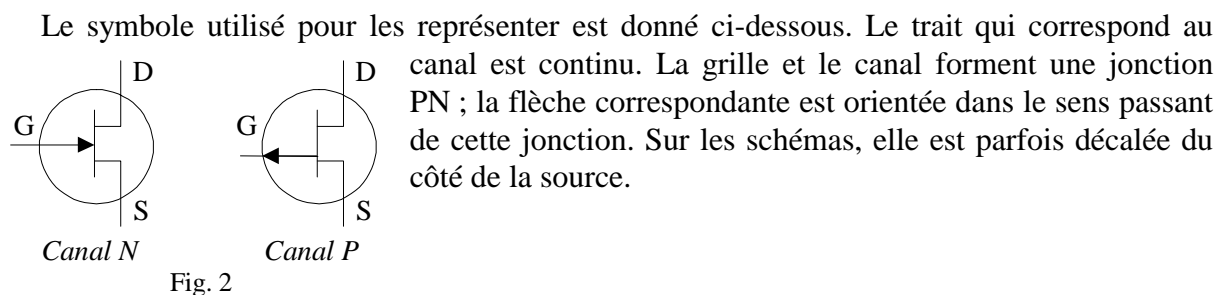 Le symbole utilisé pour les représenter est donné ci-dessous. Le trait qui correspond au
canal est continu. La grille et le canal forment une jonction
PN ; la flèche correspondante est orientée dans le sens passant
de cette jonction. Sur les schémas, elle est parfois décalée du
côté de la source.
D
G
S
Canal N
D
G
S
Canal P
Fig. 2